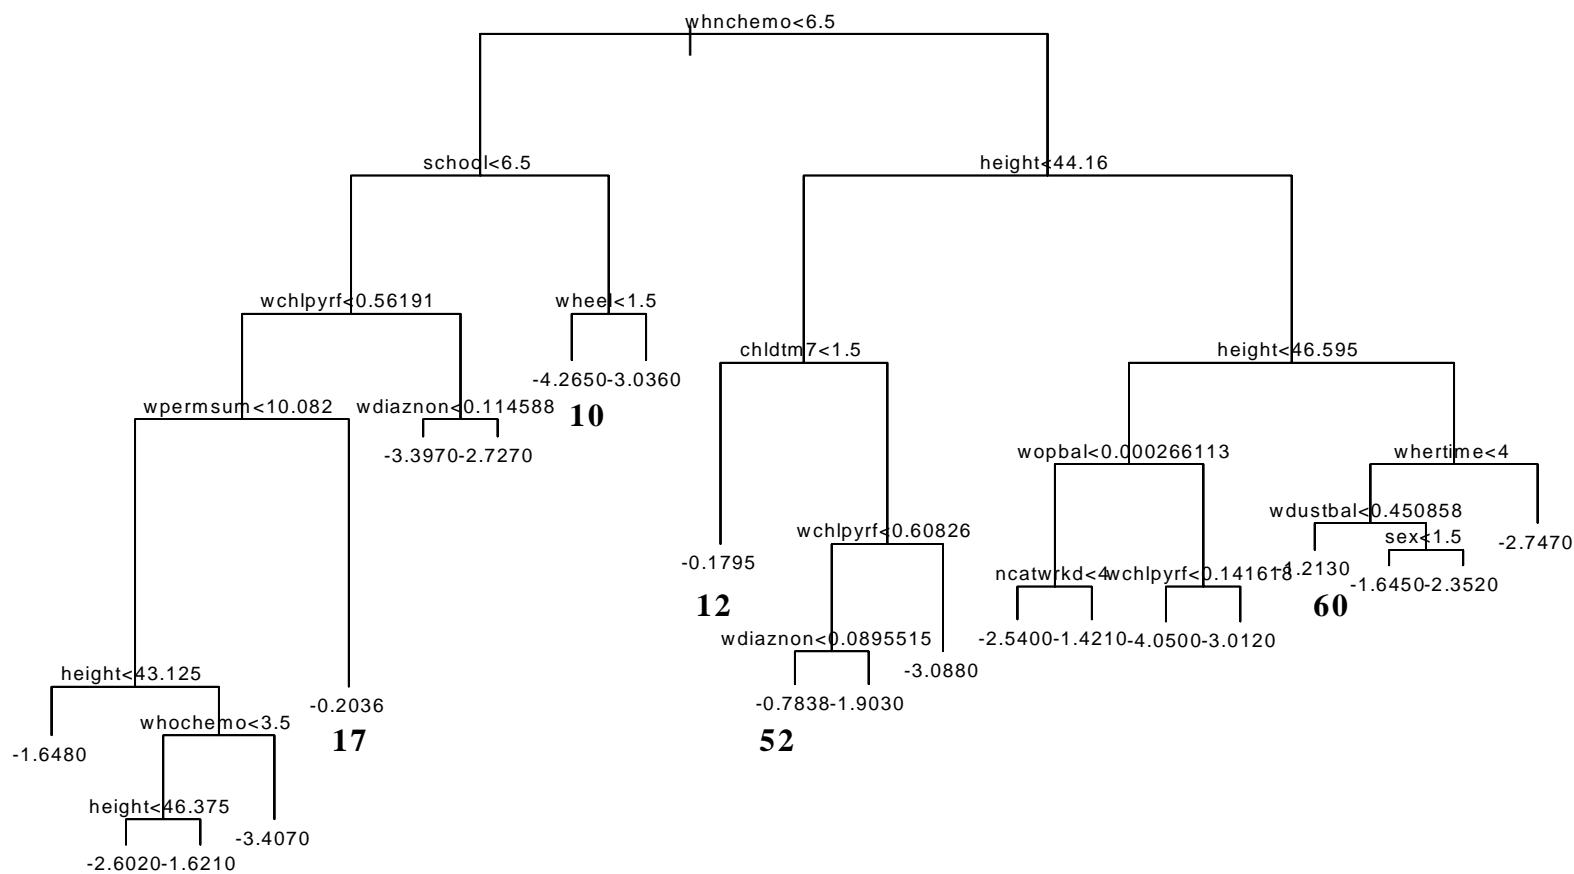 whnchemo<6.5
school<6.5
height<44.16
wchlpyrf<0.56191
wheel<1.5
chldtm7<1.5
height<46.595
-4.2650-3.0360
wpermsum<10.082
wdiaznon<0.114588
10
-3.3970-2.7270
wopbal<0.000266113
whertime<4
wdustbal<0.450858
wchlpyrf<0.60826
sex<1.5
-2.7470
-0.1795
ncatwrkd<4
wchlpyrf<0.141618
-1.2130
-1.6450-2.3520
12
60
wdiaznon<0.0895515
-2.5400-1.4210-4.0500-3.0120
-3.0880
height<43.125
-0.2036
-0.7838-1.9030
whochemo<3.5
17
52
-1.6480
height<46.375
-3.4070
-2.6020-1.6210